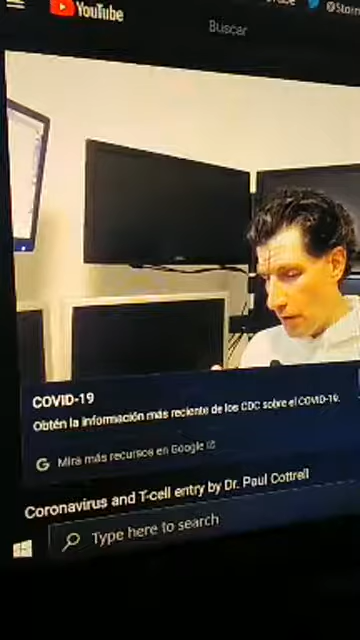 YouTube
@Storm
Buscar
COVID-19
Obtén la información más reciente de los CDC sobre el COVID-19.
G Mira más recursos en Google
Coronavirus and T-cell entry by Dr. Paul Cottrell
Type here to search